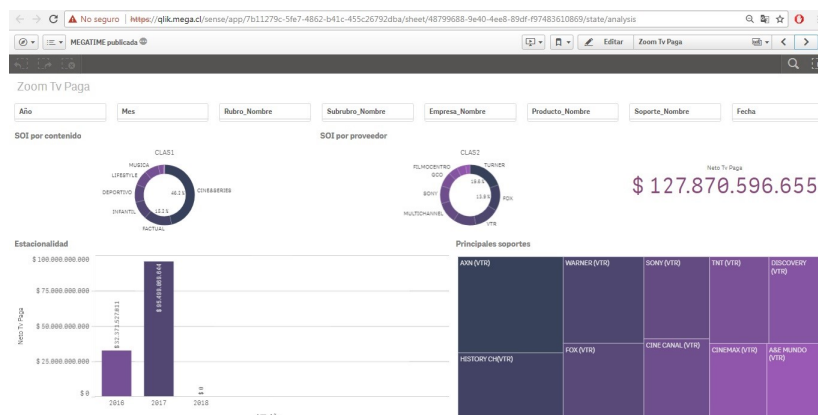 No seguro | https://qlik.mega.cl/sense/app/7b11279c-5fe7-4862-b41c-455c26792dba/sheet/48799688-9e40-4ee8-89df-f97483610869/state/analysis
MEGATIME publicada
Editar
Zoom Tv Paga
Zoom Tv Paga
Año
Mes
Rubro_Nombre
Subrubro_Nombre
Empresa_Nombre
Producto_Nombre
Soporte_Nombre
Fecha
SOI por contenido
SOI por proveedor
CLAS1
MUSICA
LIFESTYLE
DEPORTIVO
INFANTIL
FACTUAL
CINE&SERIES
CLAS2
FILMOCENTRO
GCO
SONY
MULTICHANNEL
VTR
FOX
TURNER
Neto Tv Paga
$ 127.870.596.655
Estacionalidad
Principales soportes
Neto Tv Paga
$ 100.000.000.000
$ 75.000.000.000
$ 50.000.000.000
$ 25.000.000.000
$ 0
$ 0
2016
2017
2018
AXN (VTR)
WARNER (VTR)
SONY (VTR)
TNT (VTR)
DISCOVERY
(VTR)
HISTORY CH(VTR)
FOX (VTR)
CINE CANAL (VTR)
CINEMAX (VTR)
A&E MUNDO
(VTR)